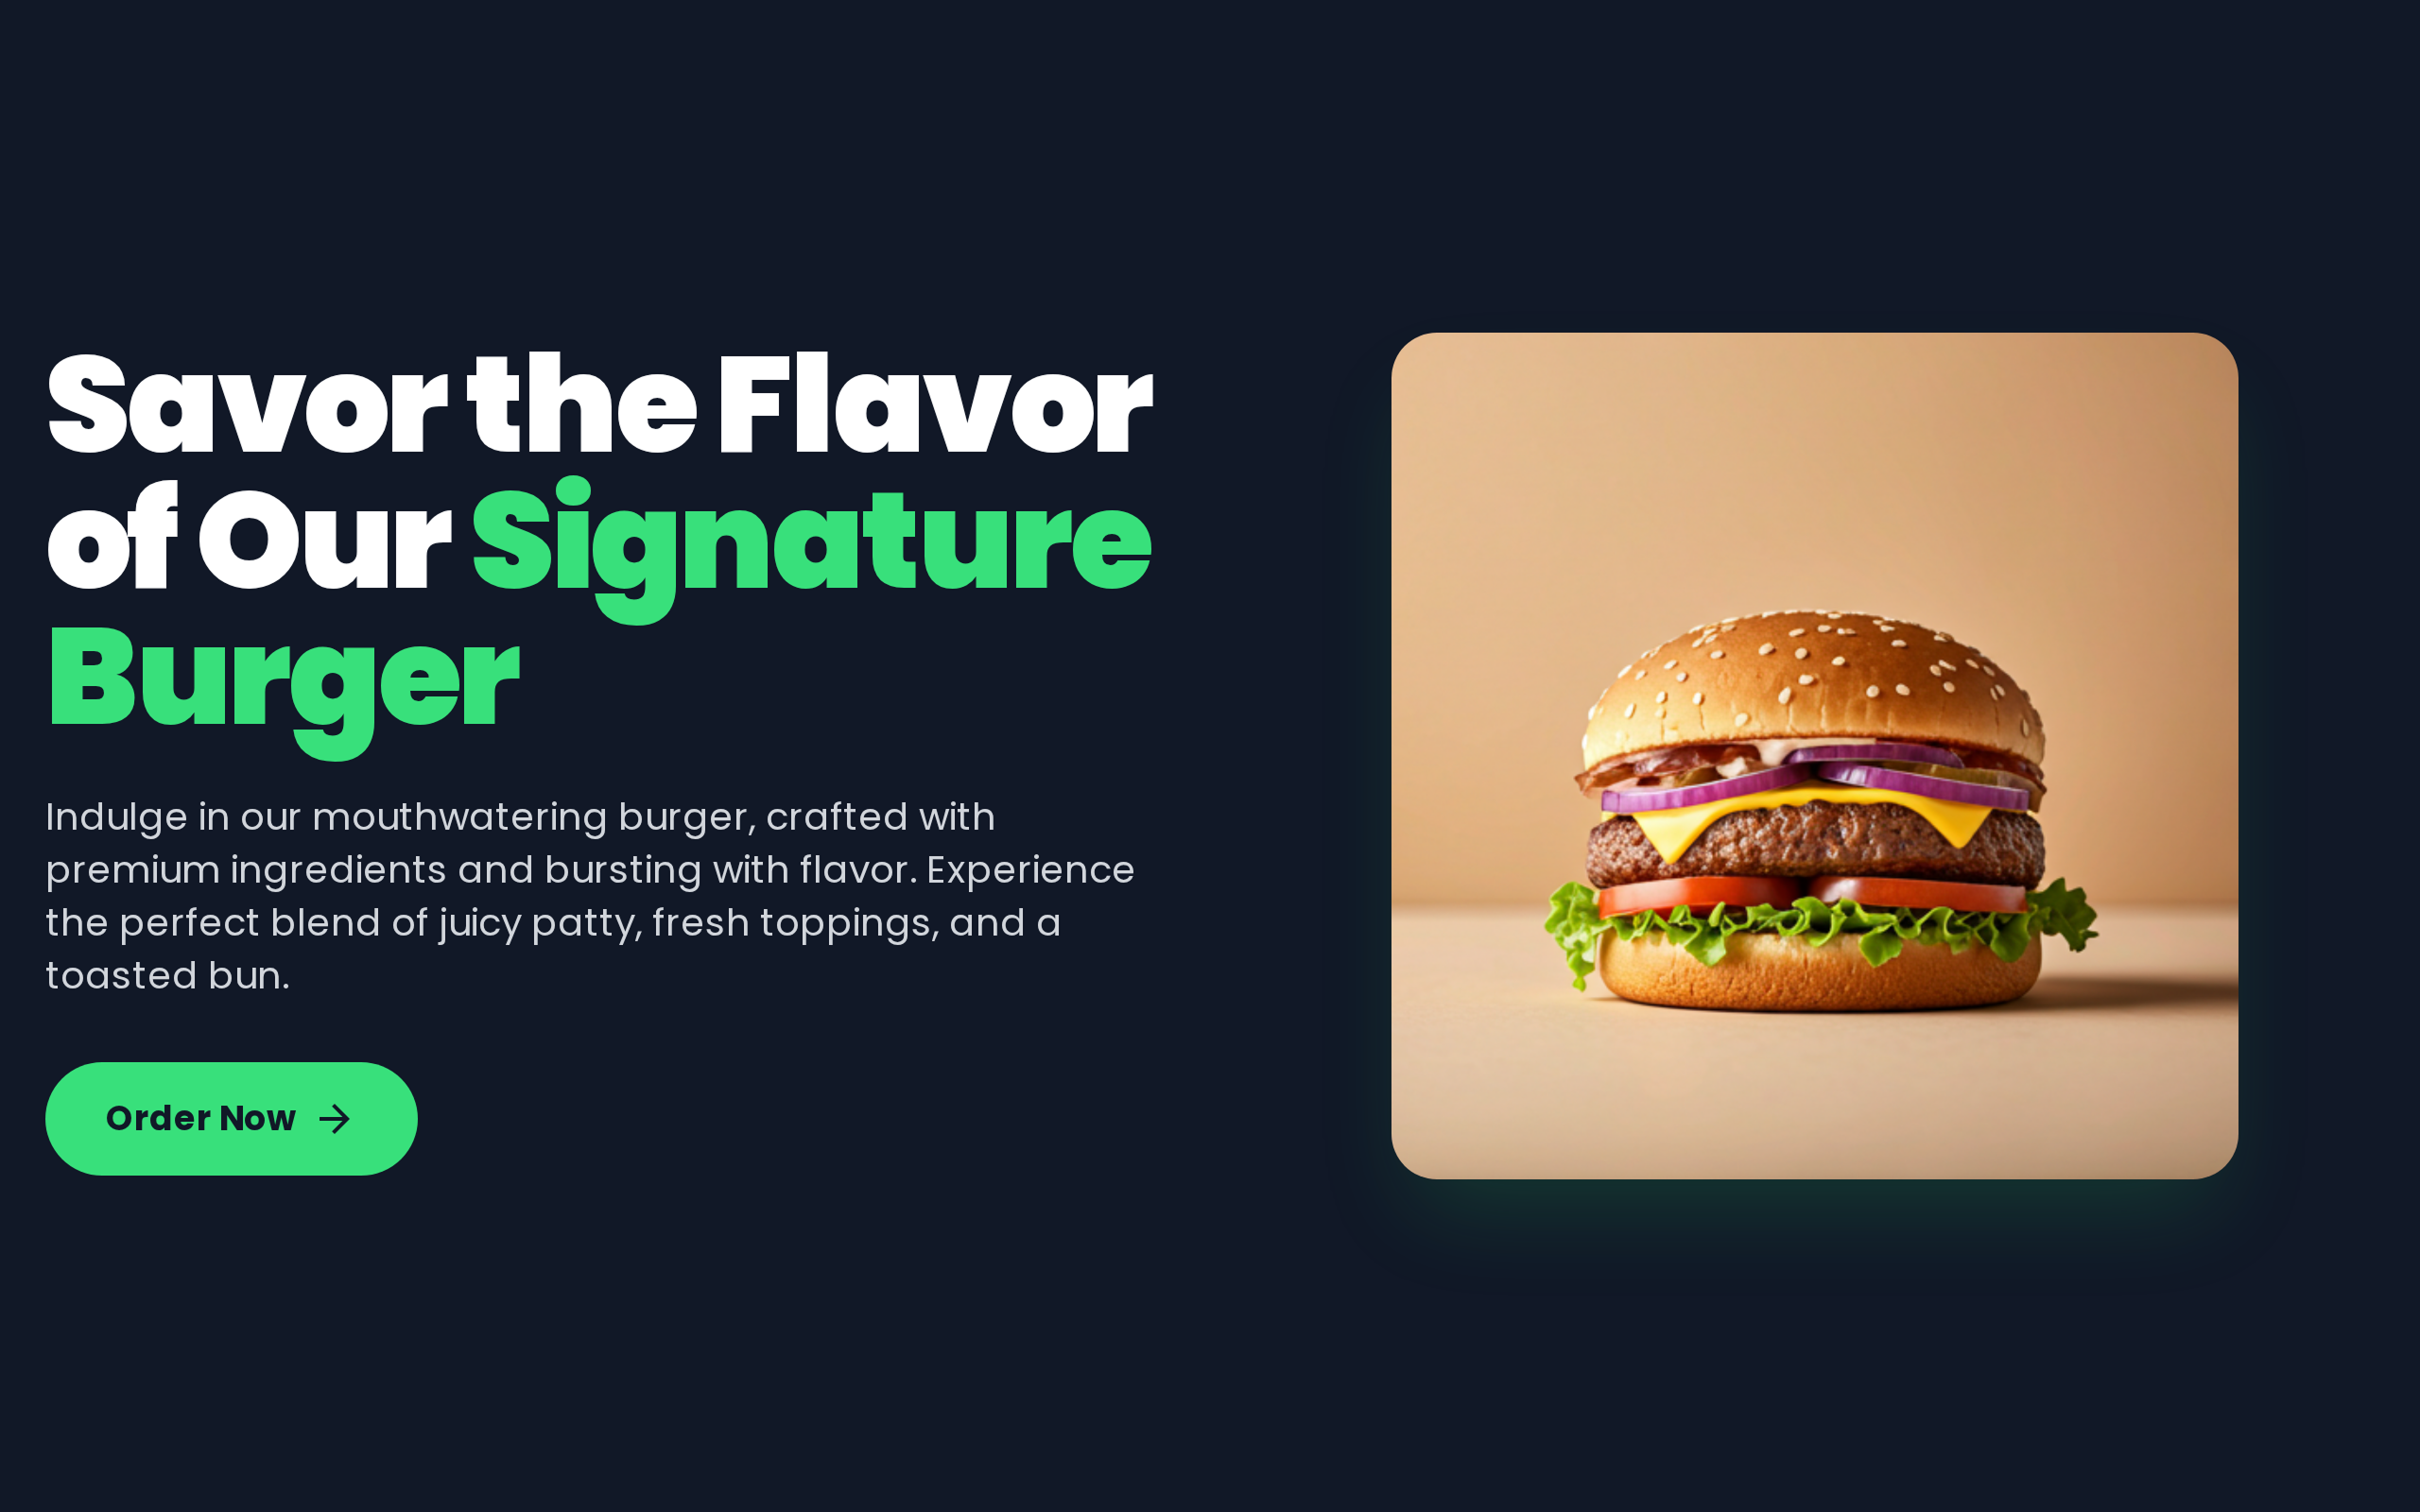 Savor the Flavor
of Our Signature
Burger
Indulge in our mouthwatering burger, crafted with
premium ingredients and bursting with flavor. Experience
the perfect blend of juicy patty, fresh toppings, and a
toasted bun.
Order Now